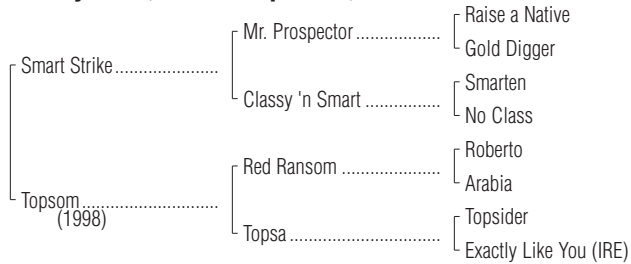 Raise a Native
Mr. Prospector
Gold Digger
Smart Strike
Smarten
Classy 'n Smart
No Class
Roberto
Red Ransom
Arabia
Topsom
(1998)
Topsider
Topsa
Exactly Like You (IRE)